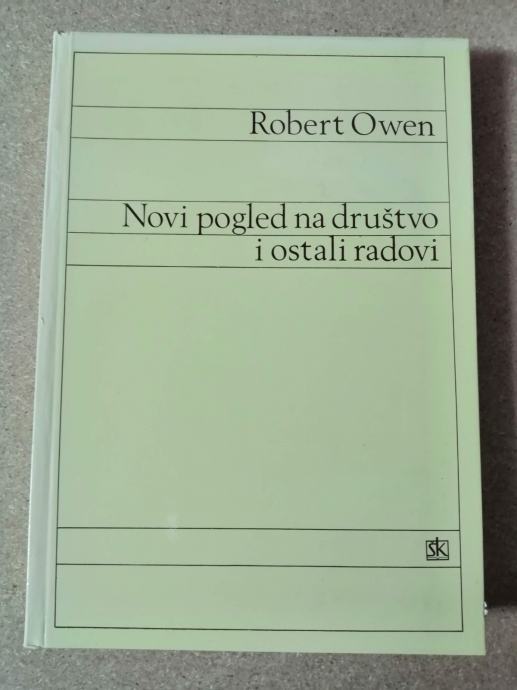 Robert Owen
Novi pogled na društvo
i ostali radovi
šk